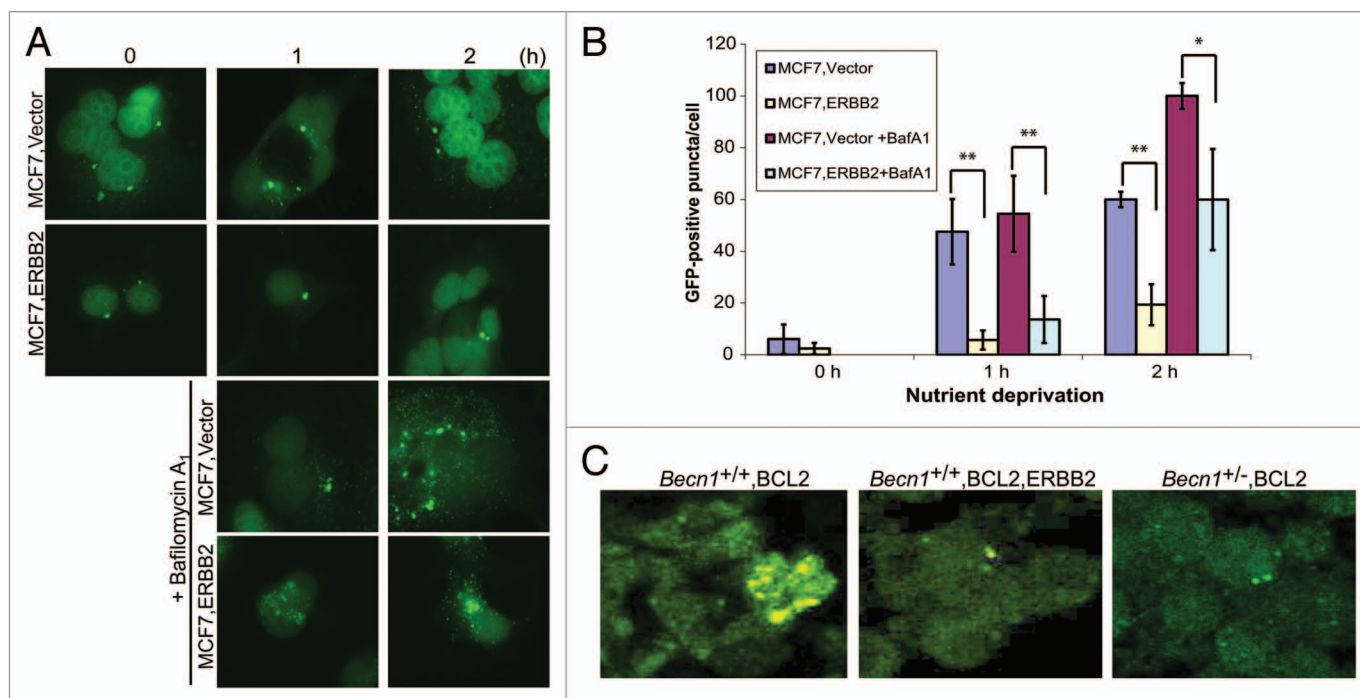 A
0
1
2
(h)
MCF7,Vector
MCF7,ERBB2
+ Bafilomycin A1
MCF7,Vector
MCF7,ERBB2
B
GFP-positive puncta/cell
120
100
80
60
40
20
0
MCF7,Vector
MCF7,ERBB2
MCF7,Vector +BafA1
MCF7,ERBB2+BafA1
**
**
**
*
0 h
1 h
2 h
Nutrient deprivation
C
Becn1+/+,BCL2
Becn1+/+,BCL2,ERBB2
Becn1+/-,BCL2